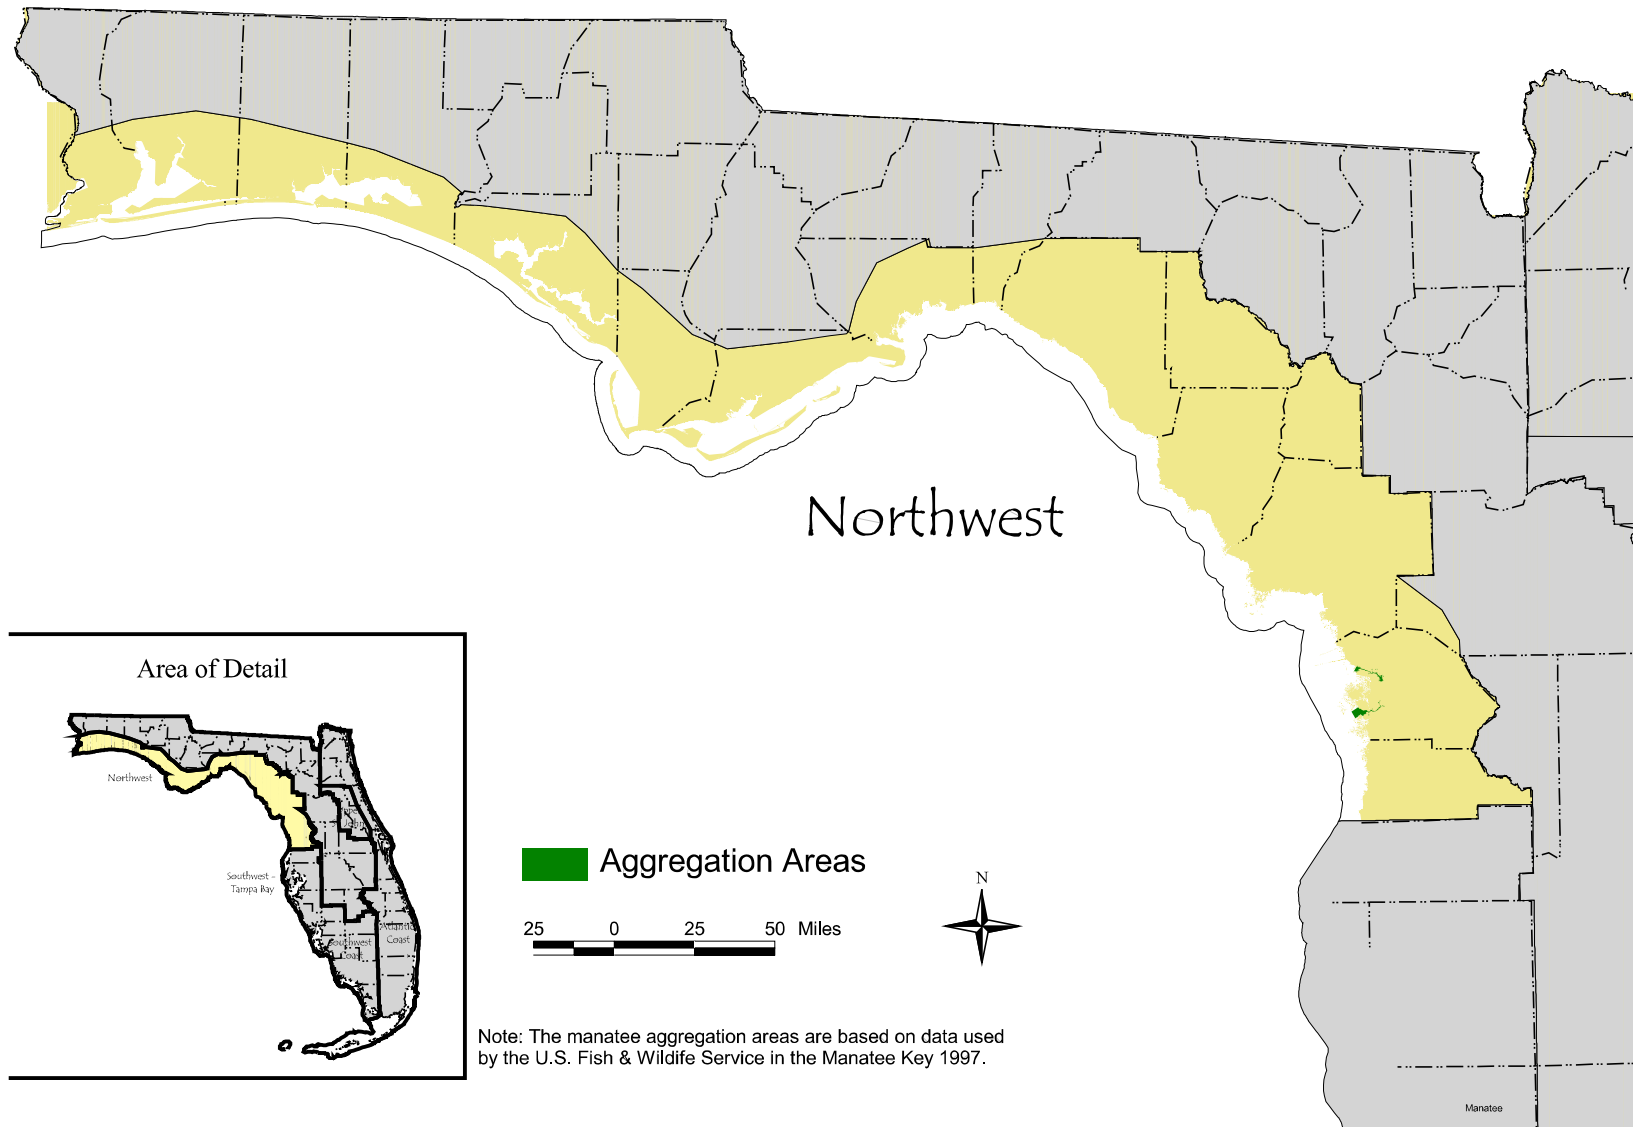 Northwest
Area of Detail
Northwest
Southwest -
Tampa Bay
Atlantic
Coast
Southwest
Coast
Aggregation Areas
N
25 0 25 50 Miles
Note: The manatee aggregation areas are based on data used
by the U.S. Fish & Wildife Service in the Manatee Key 1997.
Manatee